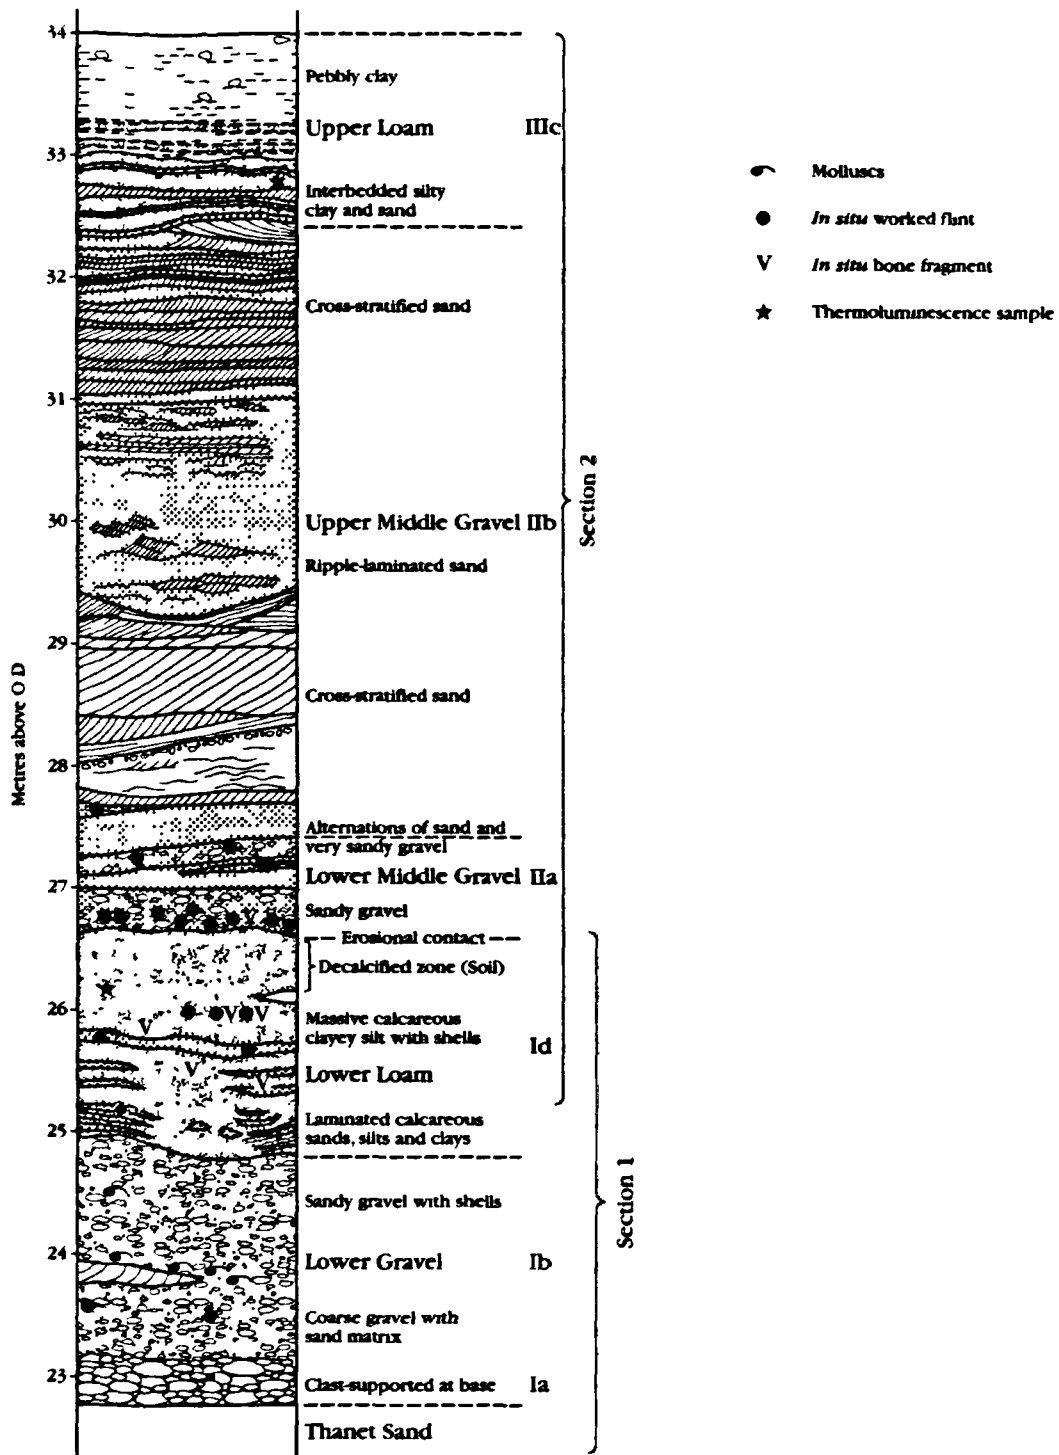 Metres above O D
34
33
32
31
30
29
28
27
26
25
24
23
Pebbly clay
Upper Loam IIIc
Interbedded silty
clay and sand
Cross-stratified sand
Upper Middle Gravel IIb
Ripple-laminated sand
Cross-stratified sand
Alternations of sand and
very sandy gravel
Lower Middle Gravel IIa
Sandy gravel
Erosional contact
Decalcified zone (Soil)
Massive calcareous
clayey silt with shells
Id
Lower Loam
Laminated calcareous
sands, silts and clays
Sandy gravel with shells
Lower Gravel Ib
Coarse gravel with
sand matrix
Clast-supported at base Ia
Thanet Sand
Section 2
Section 1
Molluscs
In situ worked flint
V In situ bone fragment
Thermoluminescence sample
V
V V
V
V
V